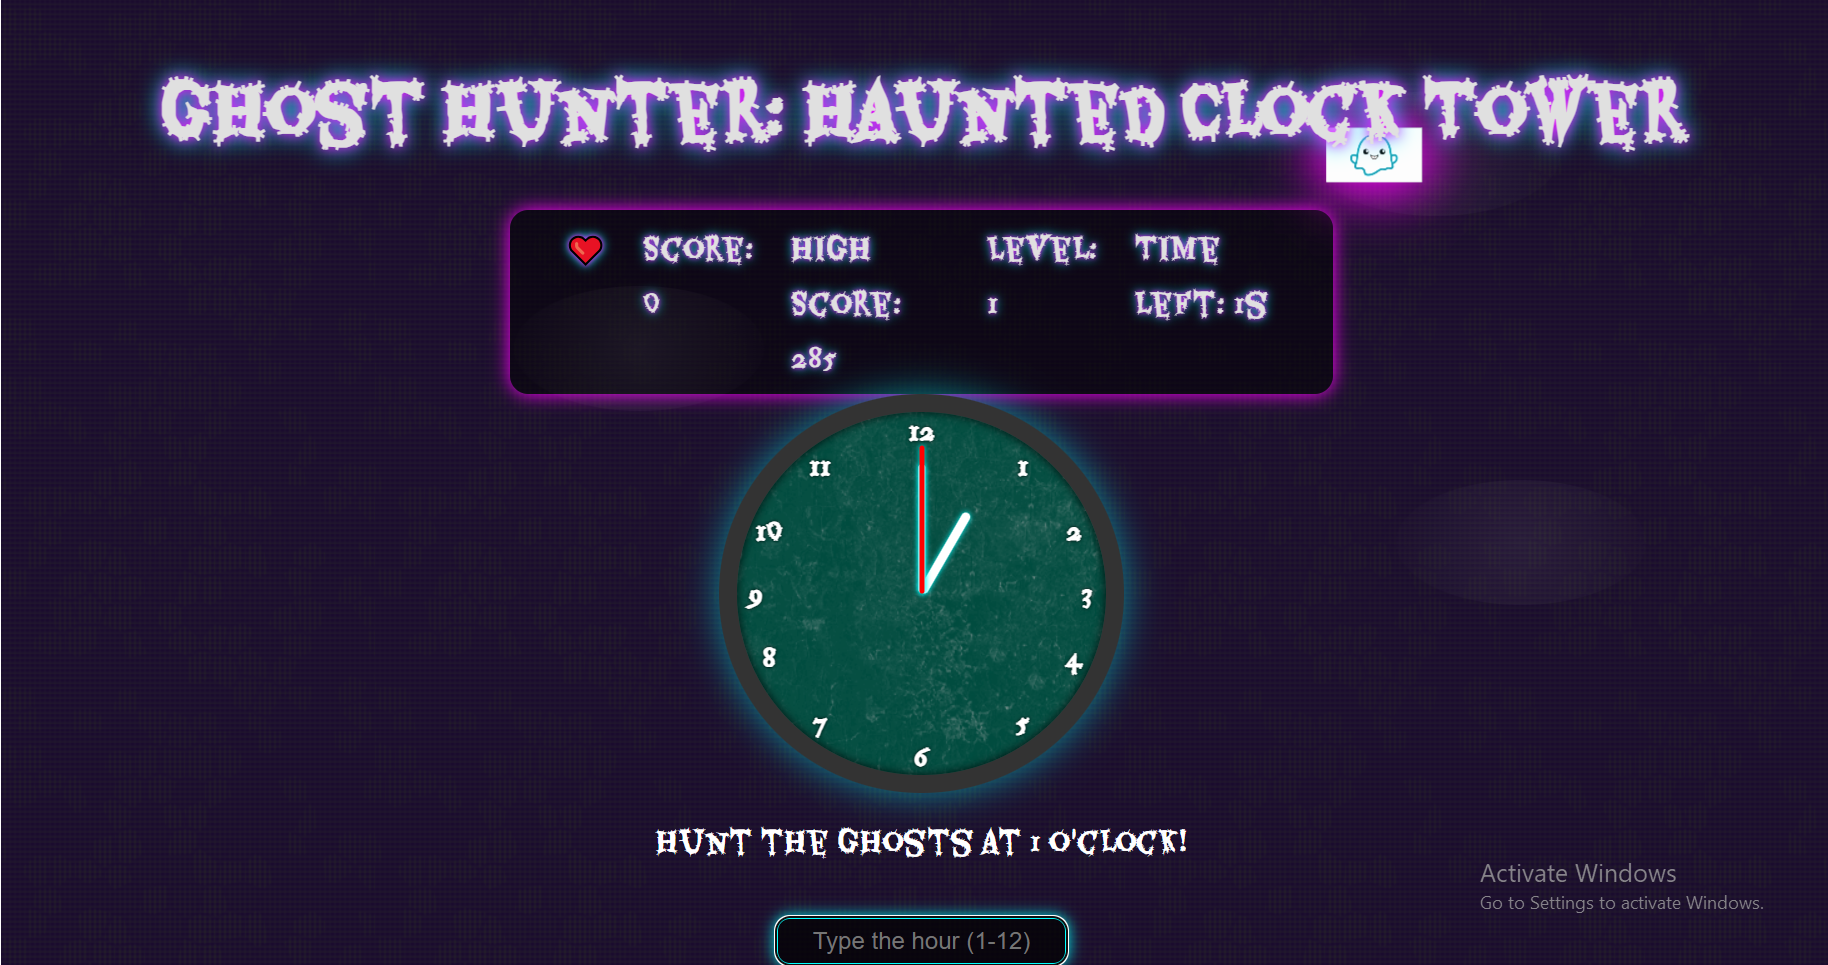 GHOST HUNTER: HAUNTED CLOCK TOWER
SCORE: HIGH LEVEL: TIME
0 SCORE: 1 LEFT: 1S
285
12
11 1
10 2
9 3
8 4
7 5
6
HUNT THE GHOSTS AT 1 O'CLOCK!
Activate Windows
Go to Settings to activate Windows.
Type the hour (1-12)